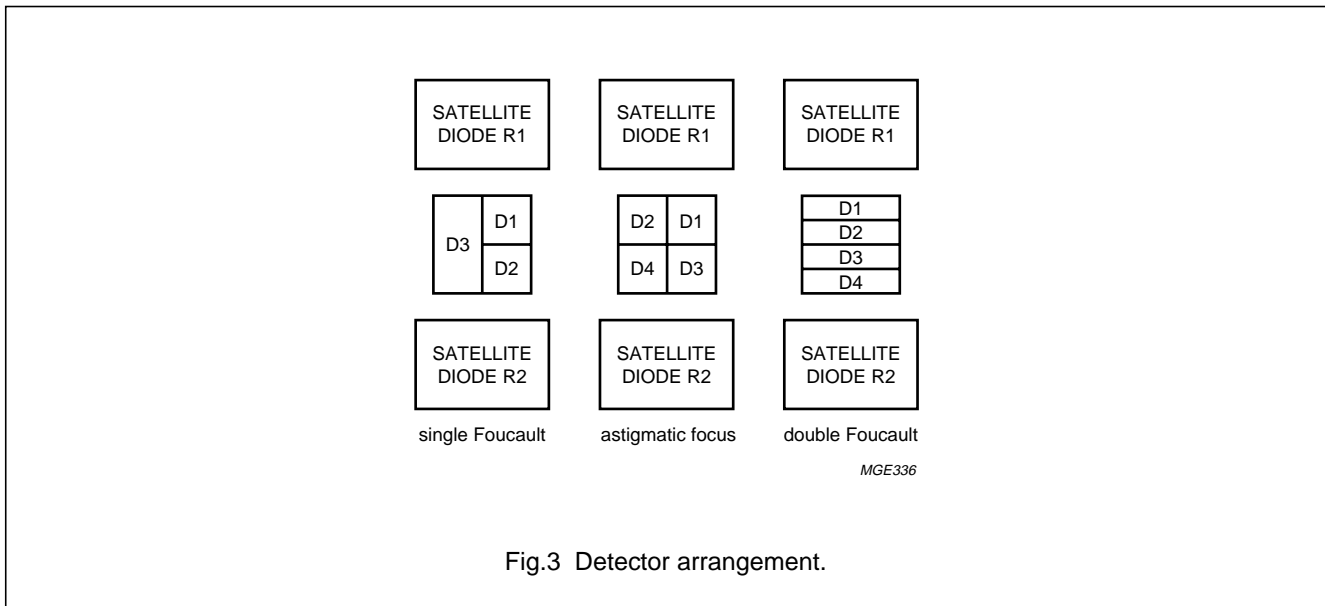 SATELLITE
DIODE R1
SATELLITE
DIODE R1
SATELLITE
DIODE R1
D3
D1
D2
D2
D1
D4
D3
D1
D2
D3
D4
SATELLITE
DIODE R2
SATELLITE
DIODE R2
SATELLITE
DIODE R2
single Foucault
astigmatic focus
double Foucault
MGE336
Fig.3 Detector arrangement.